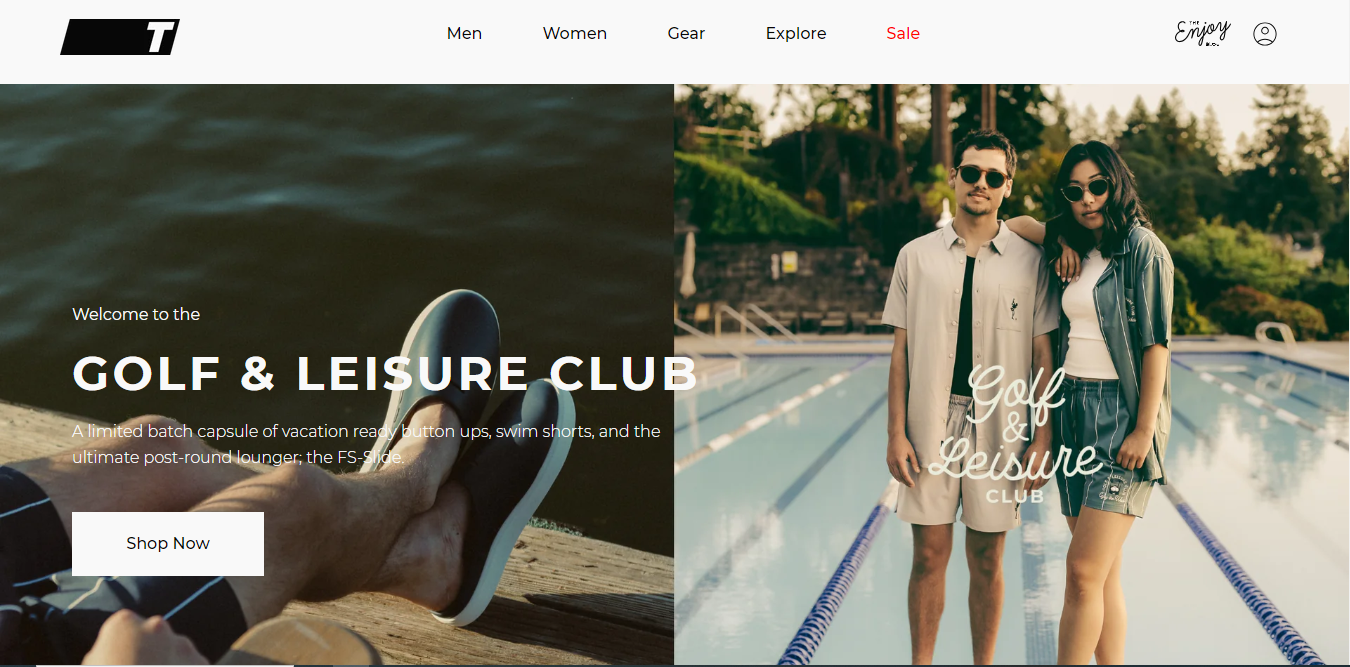 T
Men
Women
Gear
Explore
Sale
THE
Enjoy
Welcome to the
GOLF & LEISURE CLUB
A limited batch capsule of vacation ready button ups, swim shorts, and the
ultimate post-round lounger; the FS-Slide.
Shop Now
Golf
&
Leisure
CLUB